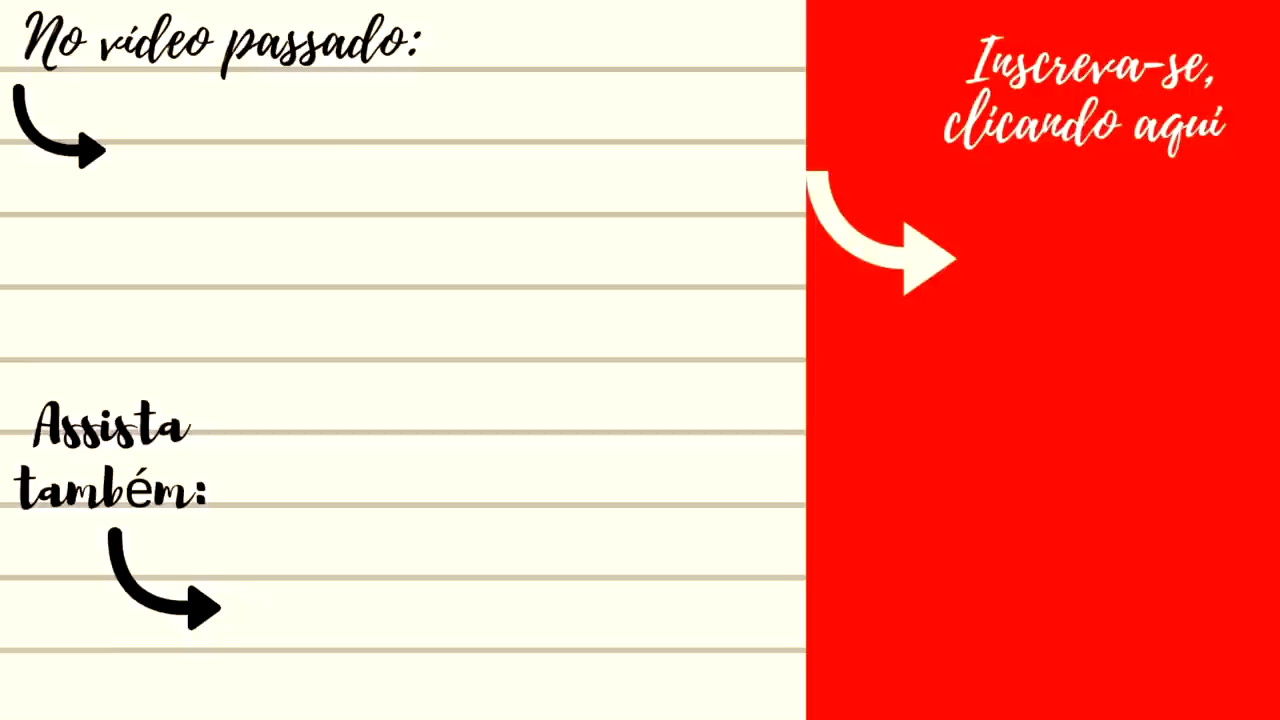 No vídeo passado:
Inscreva-se,
clicando aqui
Assista
também: